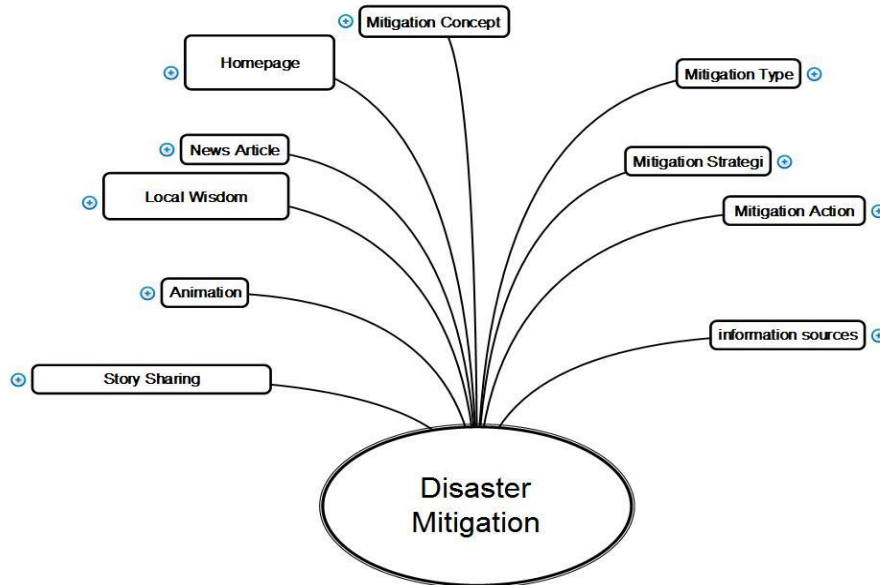 Mitigation Concept
Homepage
Mitigation Type
News Article
Mitigation Strategi
Local Wisdom
Mitigation Action
Animation
information sources
Story Sharing
Disaster
Mitigation